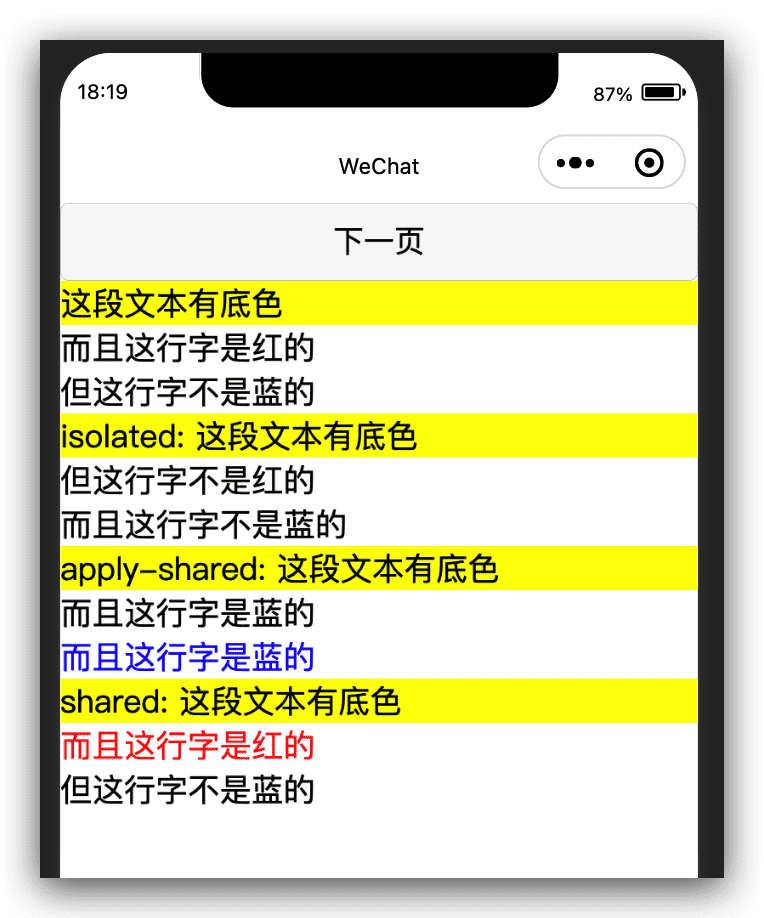 18:19
87%
WeChat
下一页
这段文本有底色
而且这行字是红的
但这行字不是蓝的
isolated: 这段文本有底色
但这行字不是红的
而且这行字不是蓝的
apply-shared: 这段文本有底色
而且这行字是蓝的
而且这行字是蓝的
shared: 这段文本有底色
而且这行字是红的
但这行字不是蓝的